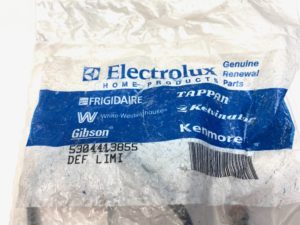 Electrolux
HOME PRODUCTS
Genuine
Renewal
Parts
FRIGIDAIRE
TAPPAN
White-Westinghouse
Kelvinator
Gibson
Kenmore
5304413855
DEF LIMI